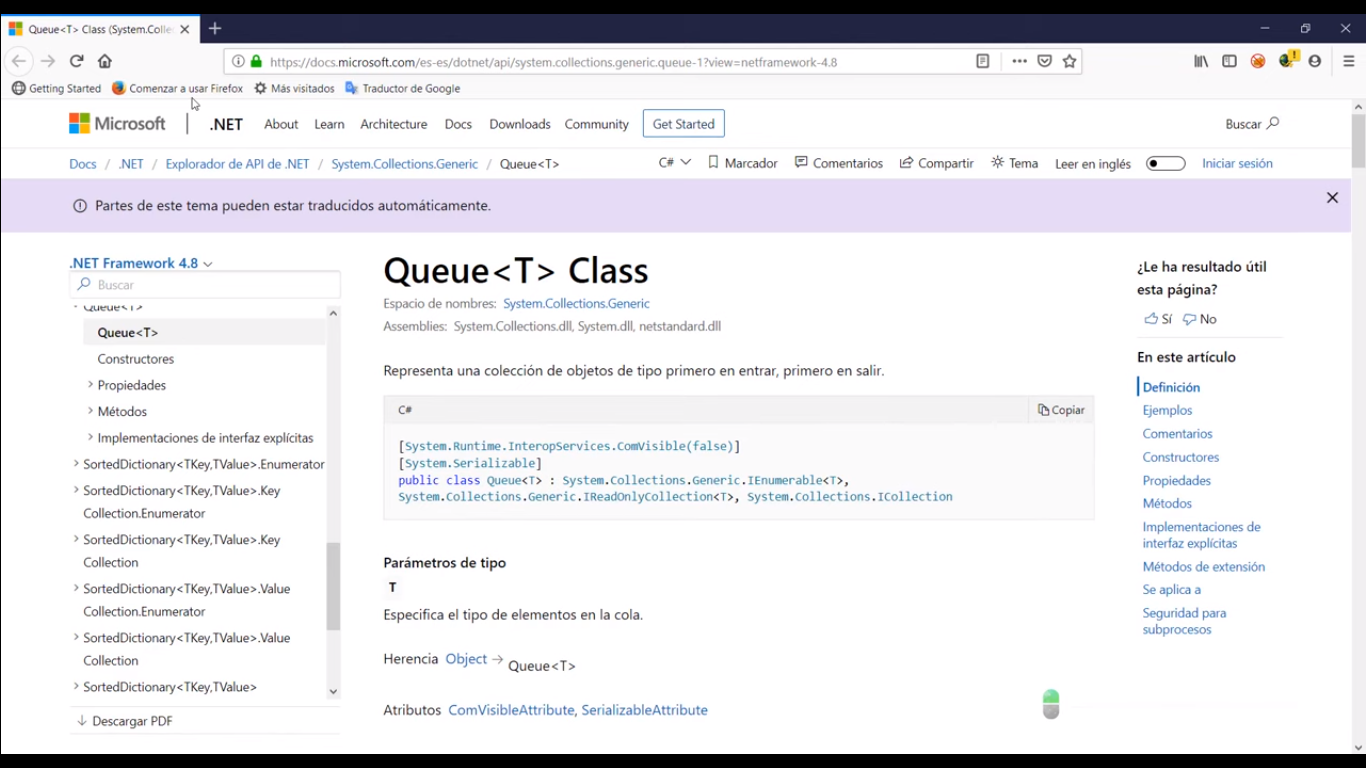 Queue<T> Class (System.Colle
https://docs.microsoft.com/es-es/dotnet/api/system.collections.generic.queue-1?view=netframework-4.8
Getting Started Comenzar a usar Firefox Más visitados Traductor de Google
Microsoft .NET About Learn Architecture Docs Downloads Community Get Started Buscar
Docs / .NET / Explorador de API de .NET / System.Collections.Generic / Queue<T> C# Marcador Comentarios Compartir Tema Leer en inglés Iniciar sesión
Partes de este tema pueden estar traducidos automáticamente.
.NET Framework 4.8
Buscar
Queue<T>
Queue<T>
Constructores
Propiedades
Métodos
Implementaciones de interfaz explícitas
SortedDictionary<TKey,TValue>.Enumerator
SortedDictionary<TKey,TValue>.Key
Collection.Enumerator
SortedDictionary<TKey,TValue>.Key
Collection
SortedDictionary<TKey,TValue>.Value
Collection.Enumerator
SortedDictionary<TKey,TValue>.Value
Collection
SortedDictionary<TKey,TValue>
Descargar PDF
Queue<T> Class
Espacio de nombres: System.Collections.Generic
Assemblies: System.Collections.dll, System.dll, netstandard.dll
Representa una colección de objetos de tipo primero en entrar, primero en salir.
C# Copiar
[System.Runtime.InteropServices.ComVisible(false)]
[System.Serializable]
public class Queue<T> : System.Collections.Generic.IEnumerable<T>,
System.Collections.Generic.IReadOnlyCollection<T>, System.Collections.ICollection
Parámetros de tipo
T
Especifica el tipo de elementos en la cola.
Herencia Object → Queue<T>
Atributos ComVisibleAttribute, SerializableAttribute
¿Le ha resultado útil
esta página?
Sí No
En este artículo
Definición
Ejemplos
Comentarios
Constructores
Propiedades
Métodos
Implementaciones de
interfaz explícitas
Métodos de extensión
Se aplica a
Seguridad para
subprocesos